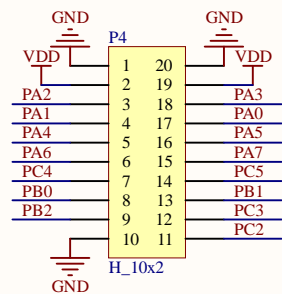 GND P4 GND
VDD 1 20 VDD
2 19
PA2 3 18 PA3
PA1 4 17 PA0
PA4 5 16 PA5
PA6 6 15 PA7
PC4 7 14 PC5
PB0 8 13 PB1
PB2 9 12 PC3
10 11 PC2
H_10x2
GND